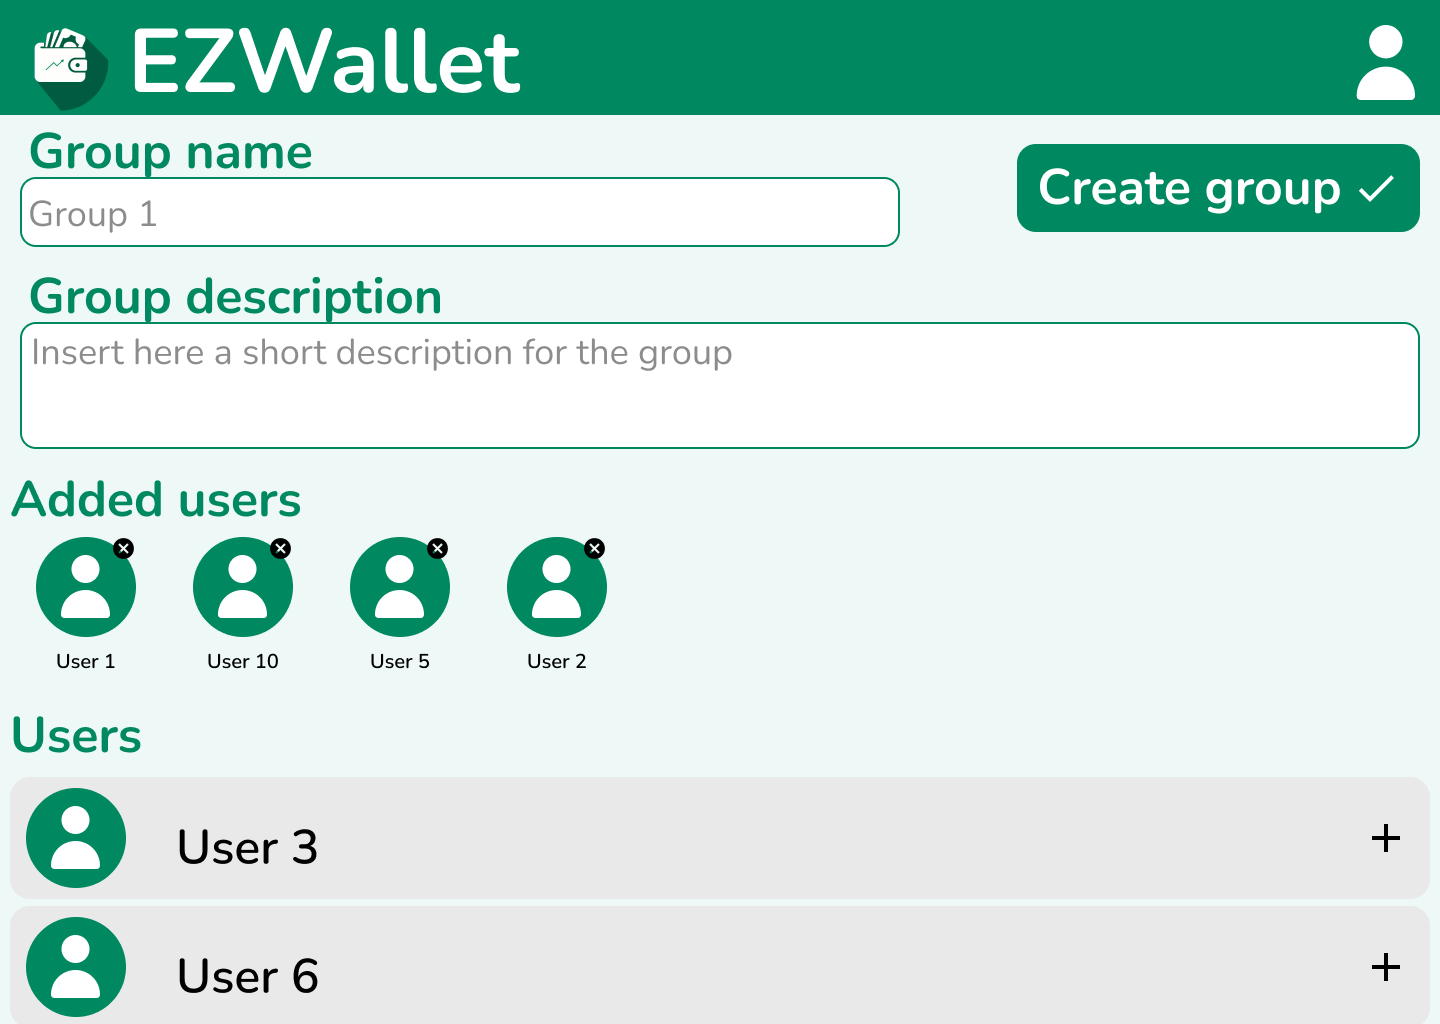 EZWallet
Group name
Group 1
Create group
Group description
Insert here a short description for the group
Added users
User 1
User 10
User 5
User 2
Users
User 3
User 6